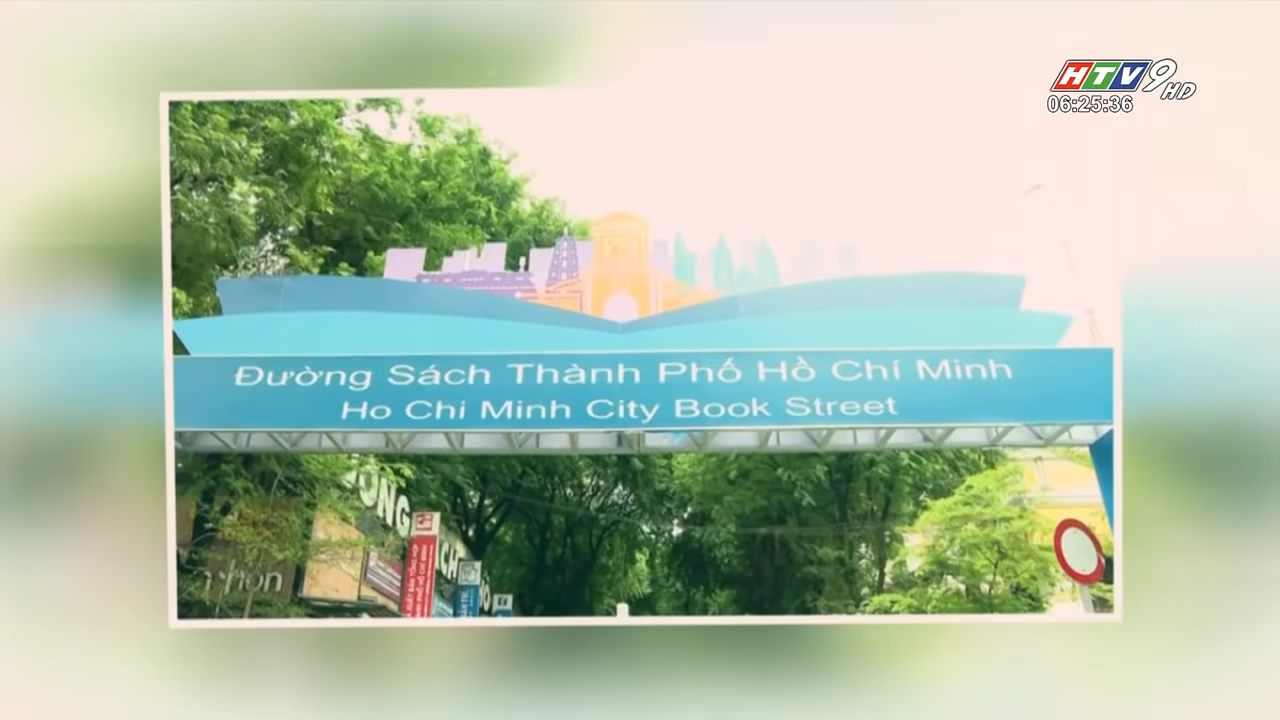 HTV9 HD
06:25:36
Đường Sách Thành Phố Hồ Chí Minh
Ho Chi Minh City Book Street